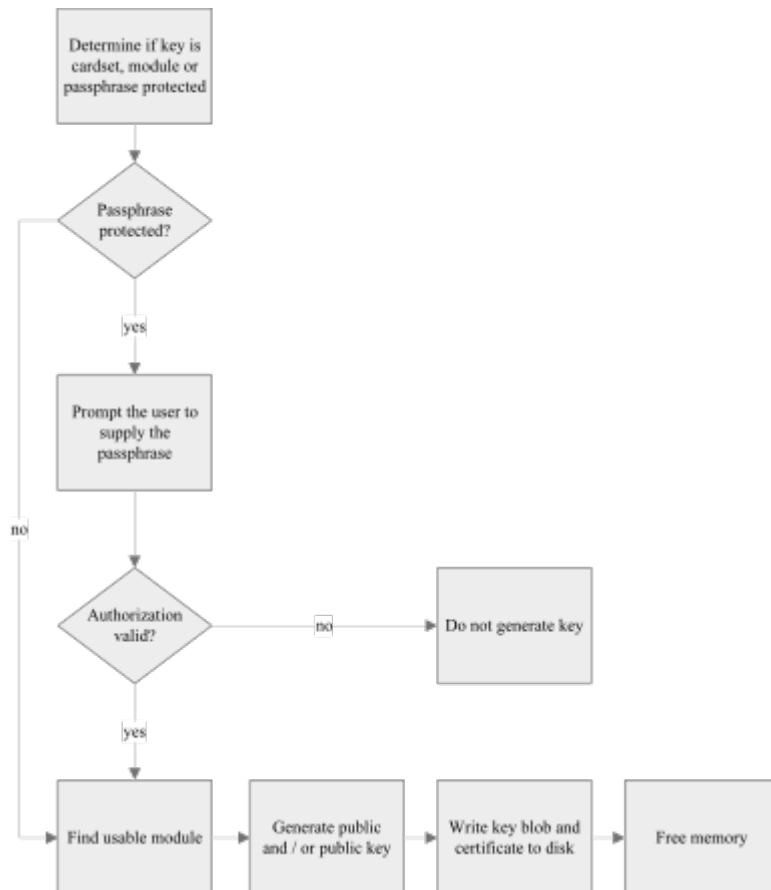 Determine if key is
cardset, module or
passphrase protected
Passphrase
protected?
yes
Prompt the user to
supply the
passphrase
no
Authorization
valid?
no
Do not generate key
yes
Find usable module
Generate public
and / or public key
Write key blob and
certificate to disk
Free memory